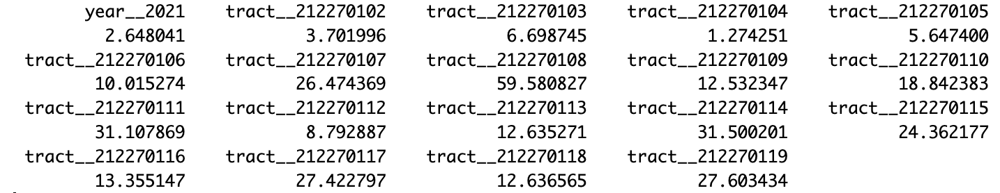 year__2021 tract__212270102 tract__212270103 tract__212270104 tract__212270105
2.648041 3.701996 6.698745 1.274251 5.647400
tract__212270106 tract__212270107 tract__212270108 tract__212270109 tract__212270110
10.015274 26.474369 59.580827 12.532347 18.842383
tract__212270111 tract__212270112 tract__212270113 tract__212270114 tract__212270115
31.107869 8.792887 12.635271 31.500201 24.362177
tract__212270116 tract__212270117 tract__212270118 tract__212270119
13.355147 27.422797 12.636565 27.603434